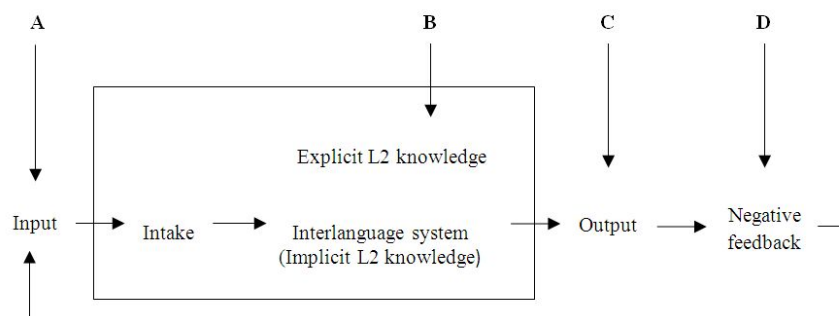 A
B
C
D
Explicit L2 knowledge
Input
Intake
Interlanguage system
(Implicit L2 knowledge)
Output
Negative
feedback